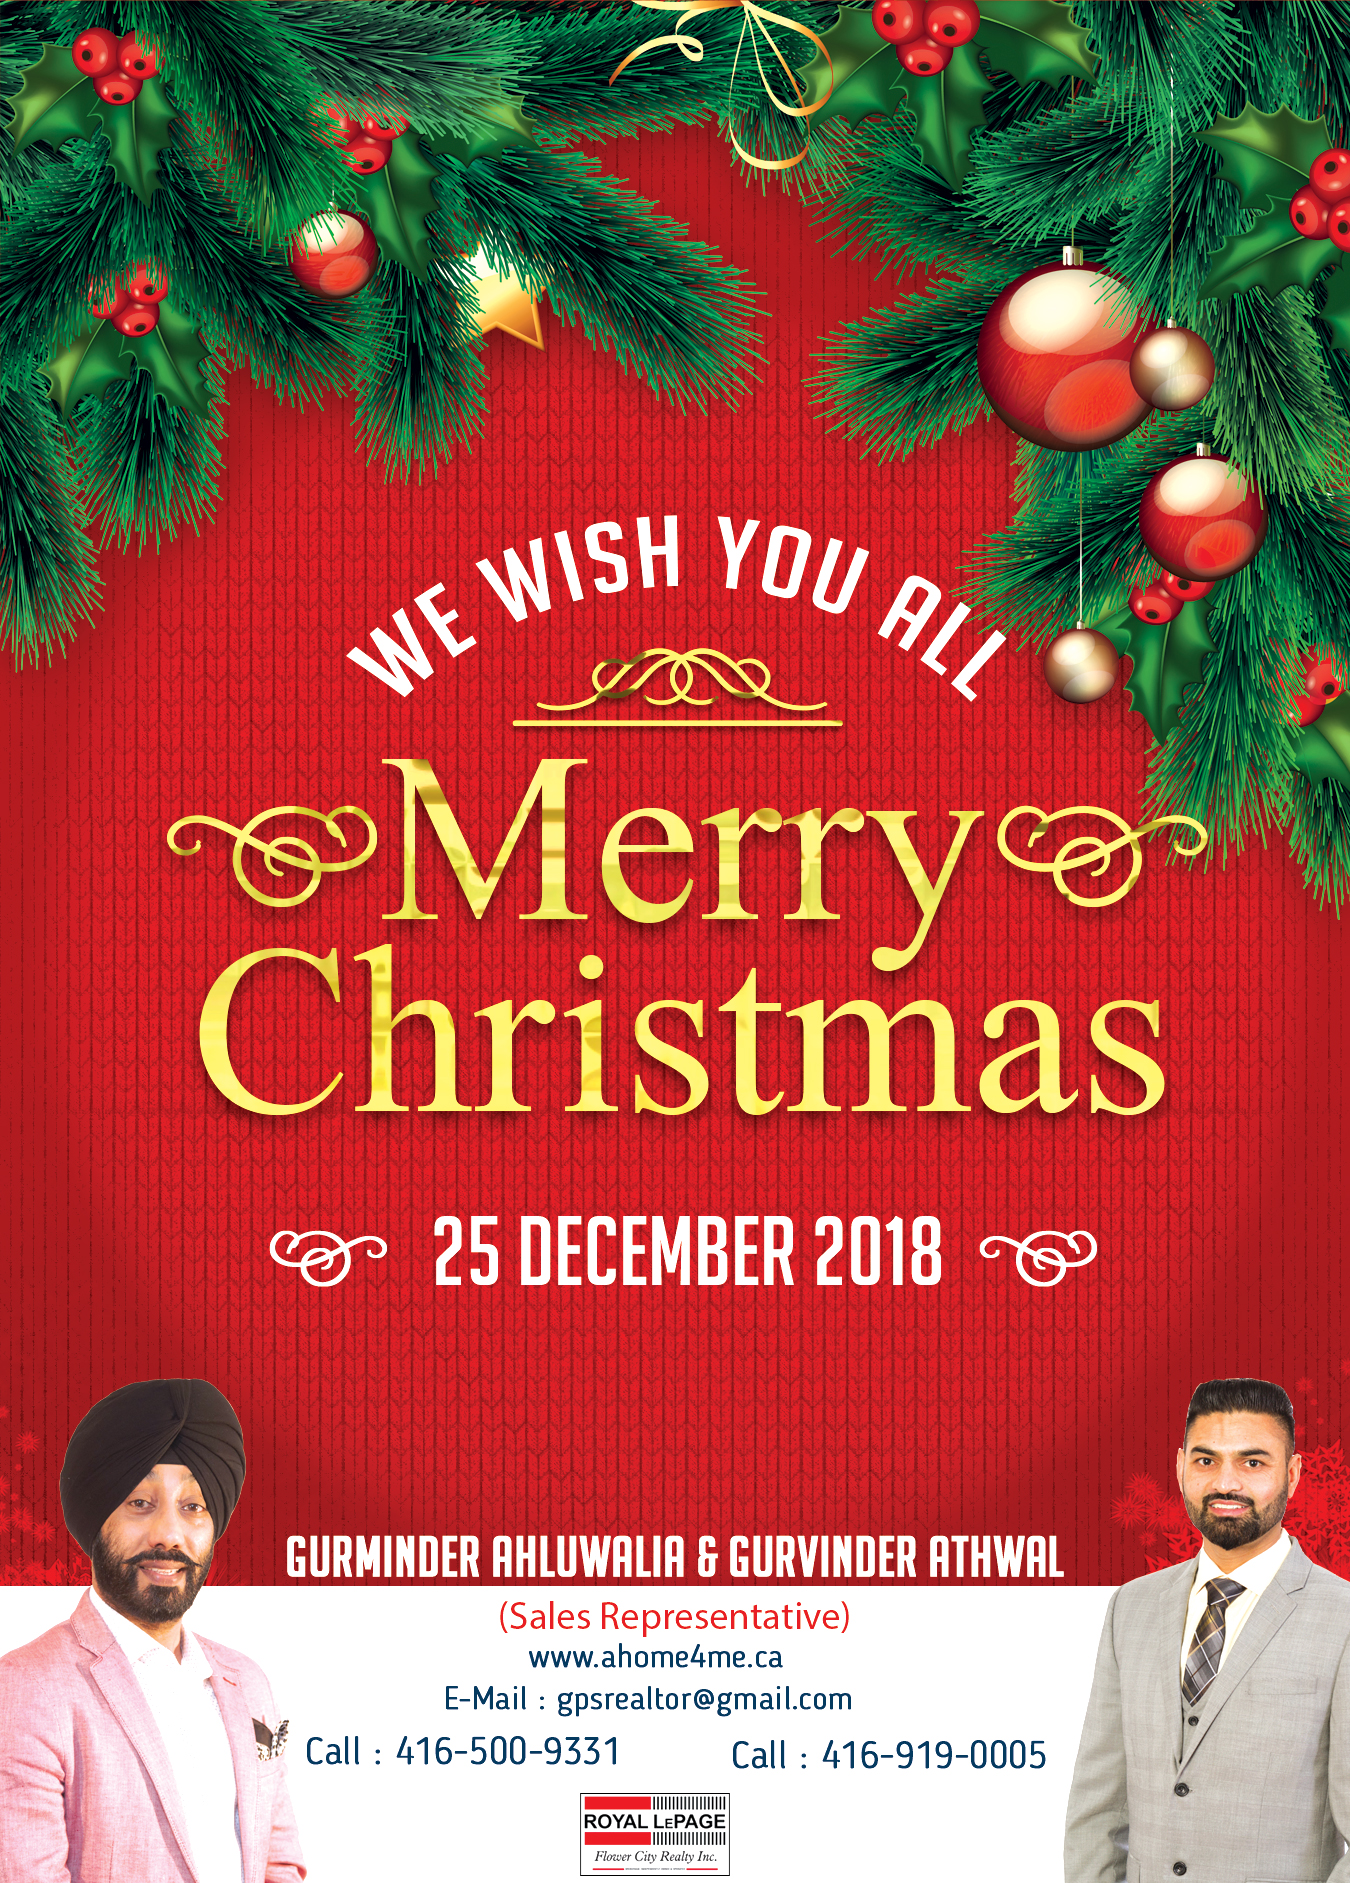 WE WISH YOU ALL
Merry
Christmas
25 DECEMBER 2018
GURMINDER AHLUWALIA & GURVINDER ATHWAL
(Sales Representative)
www.ahome4me.ca
E-Mail : gpsrealtor@gmail.com
Call : 416-500-9331
Call : 416-919-0005
ROYAL LEPAGE
Flower City Realty Inc.